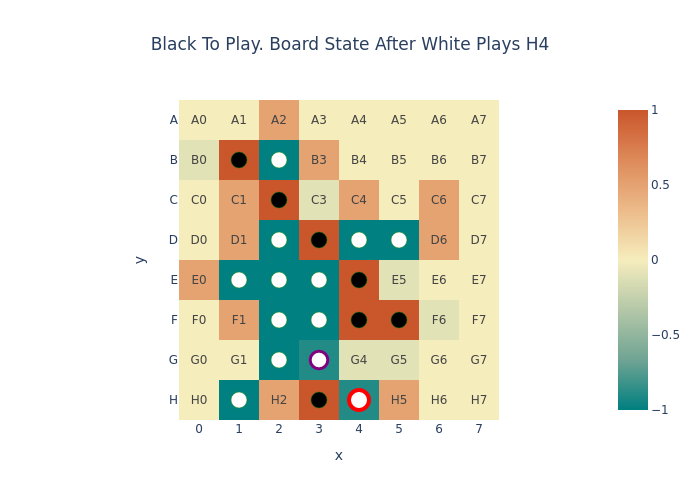 Black To Play. Board State After White Plays H4
A A0 A1 A2 A3 A4 A5 A6 A7
B B0 B3 B4 B5 B6 B7
C C0 C1 C3 C4 C5 C6 C7
D D0 D1 D6 D7
E E0 E5 E6 E7
F F0 F1 F6 F7
G G0 G1 G4 G5 G6 G7
H H0 H2 H5 H6 H7
0 1 2 3 4 5 6 7
x
y
1
0.5
0
−0.5
−1